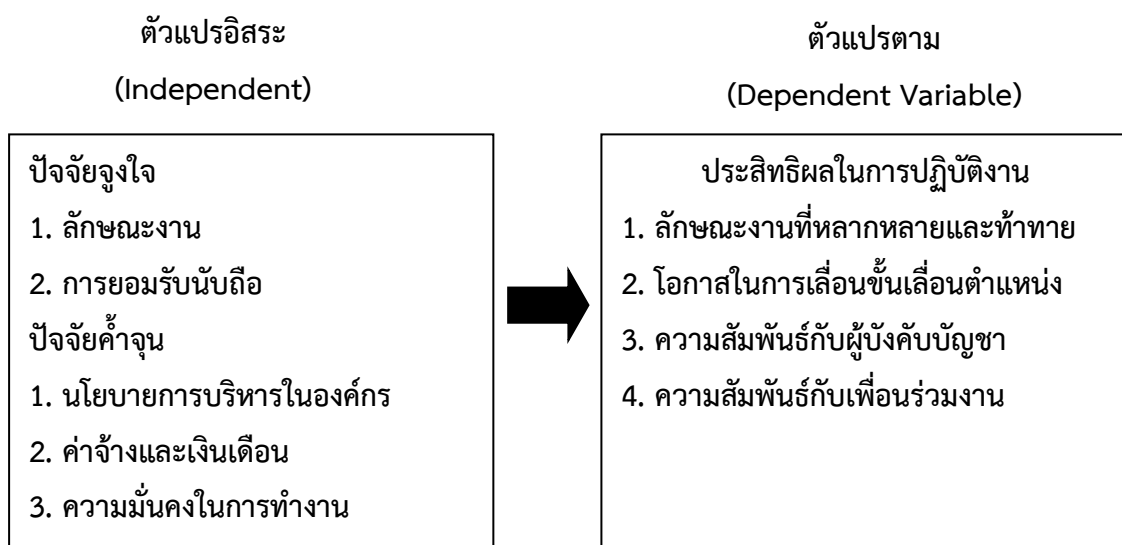 ตัวแปรอิสระ
(Independent)
ปัจจัยจูงใจ
1. ลักษณะงาน
2. การยอมรับนับถือ
ปัจจัยค้ำจุน
1. นโยบายการบริหารในองค์กร
2. ค่าจ้างและเงินเดือน
3. ความมั่นคงในการทำงาน
ตัวแปรตาม
(Dependent Variable)
ประสิทธิผลในการปฏิบัติงาน
1. ลักษณะงานที่หลากหลายและท้าทาย
2. โอกาสในการเลื่อนขั้นเลื่อนตำแหน่ง
3. ความสัมพันธ์กับผู้บังคับบัญชา
4. ความสัมพันธ์กับเพื่อนร่วมงาน